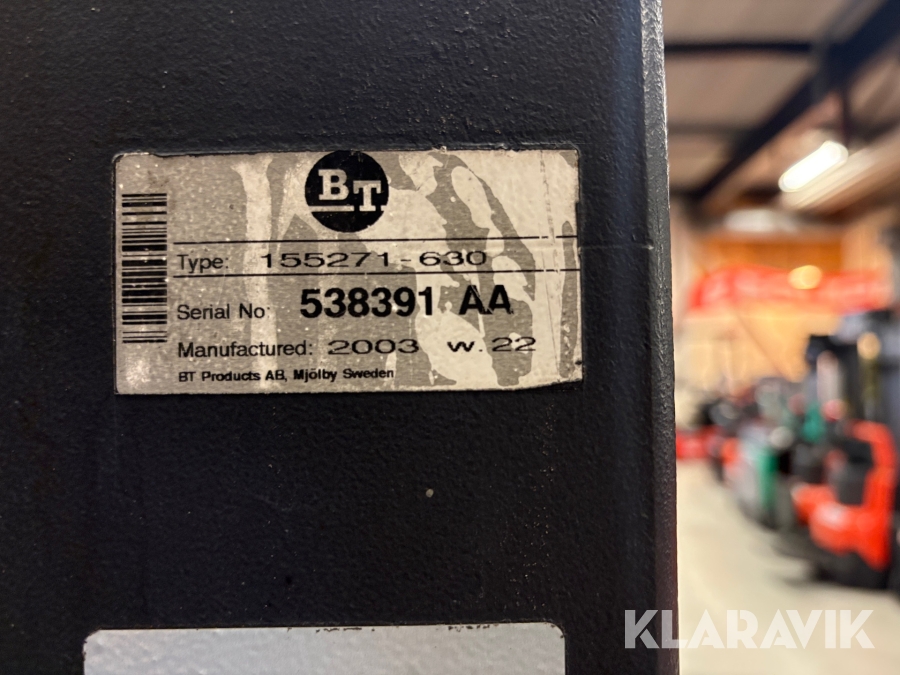 BT
Type: 155271-630
Serial No: 538391 AA
Manufactured: 2003 w.22
BT Products AB, Mjölby Sweden
KLARAVIK